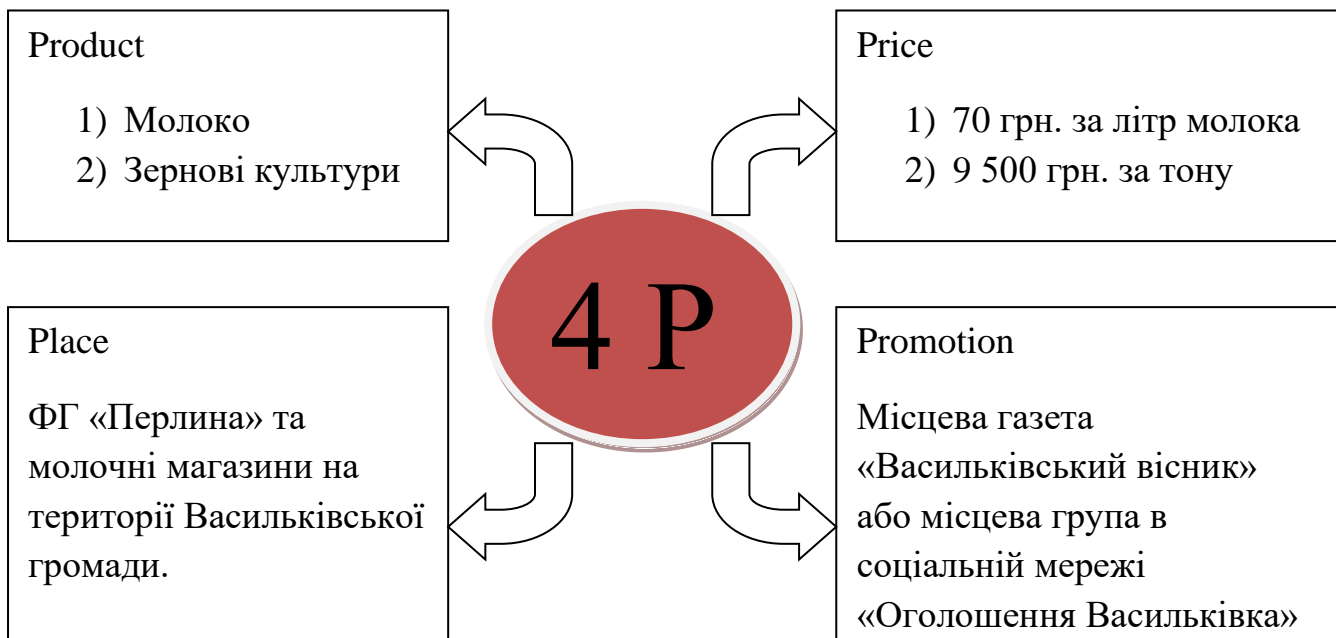 Product
1) Молоко
2) Зернові культури
Price
1) 70 грн. за літр молока
2) 9 500 грн. за тону
4 P
Place
ФГ «Перлина» та
молочні магазини на
території Васильківської
громади.
Promotion
Місцева газета
«Васильківський вісник»
або місцева група в
соціальній мережі
«Оголошення Васильківка»